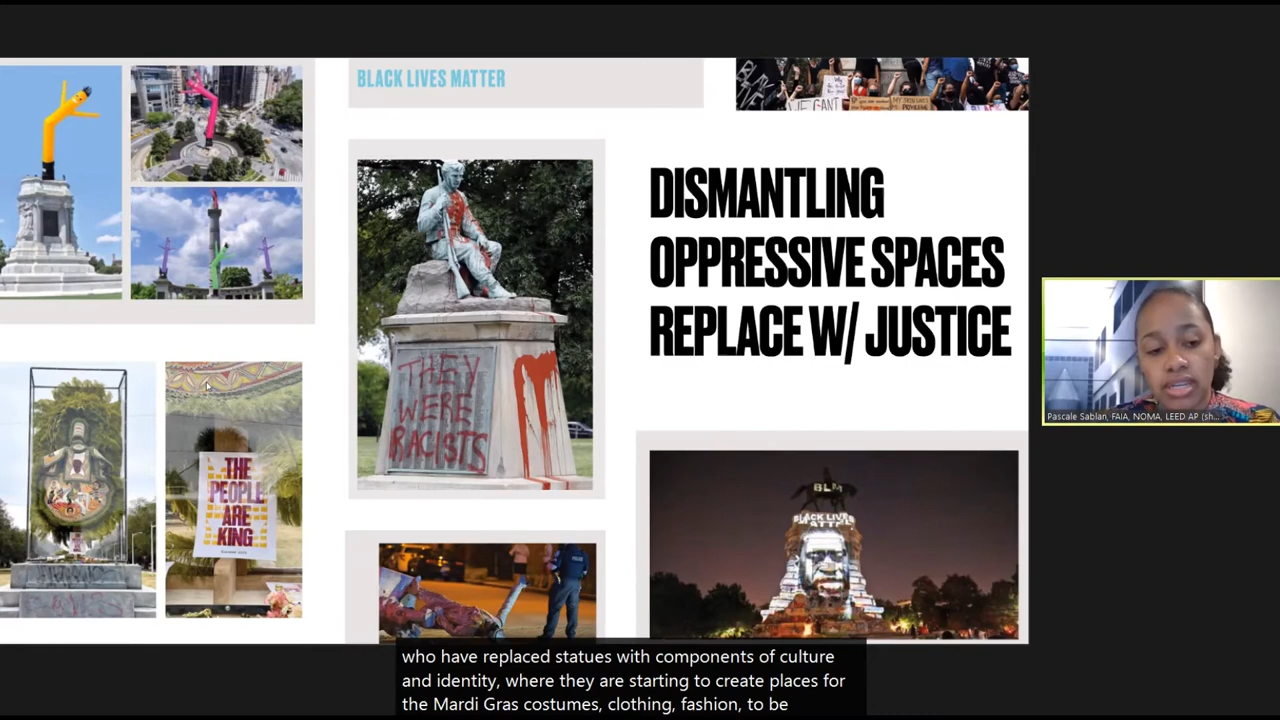 BLACK LIVES MATTER
DISMANTLING
OPPRESSIVE SPACES
REPLACE W/ JUSTICE
THEY
WERE
RACISTS
THE
PEOPLE
ARE
KING
BLM
BLACK LIVES
Pascale Sablan, FAIA, NOMA, LEED AP (sh...
who have replaced statues with components of culture
and identity, where they are starting to create places for
the Mardi Gras costumes, clothing, fashion, to be